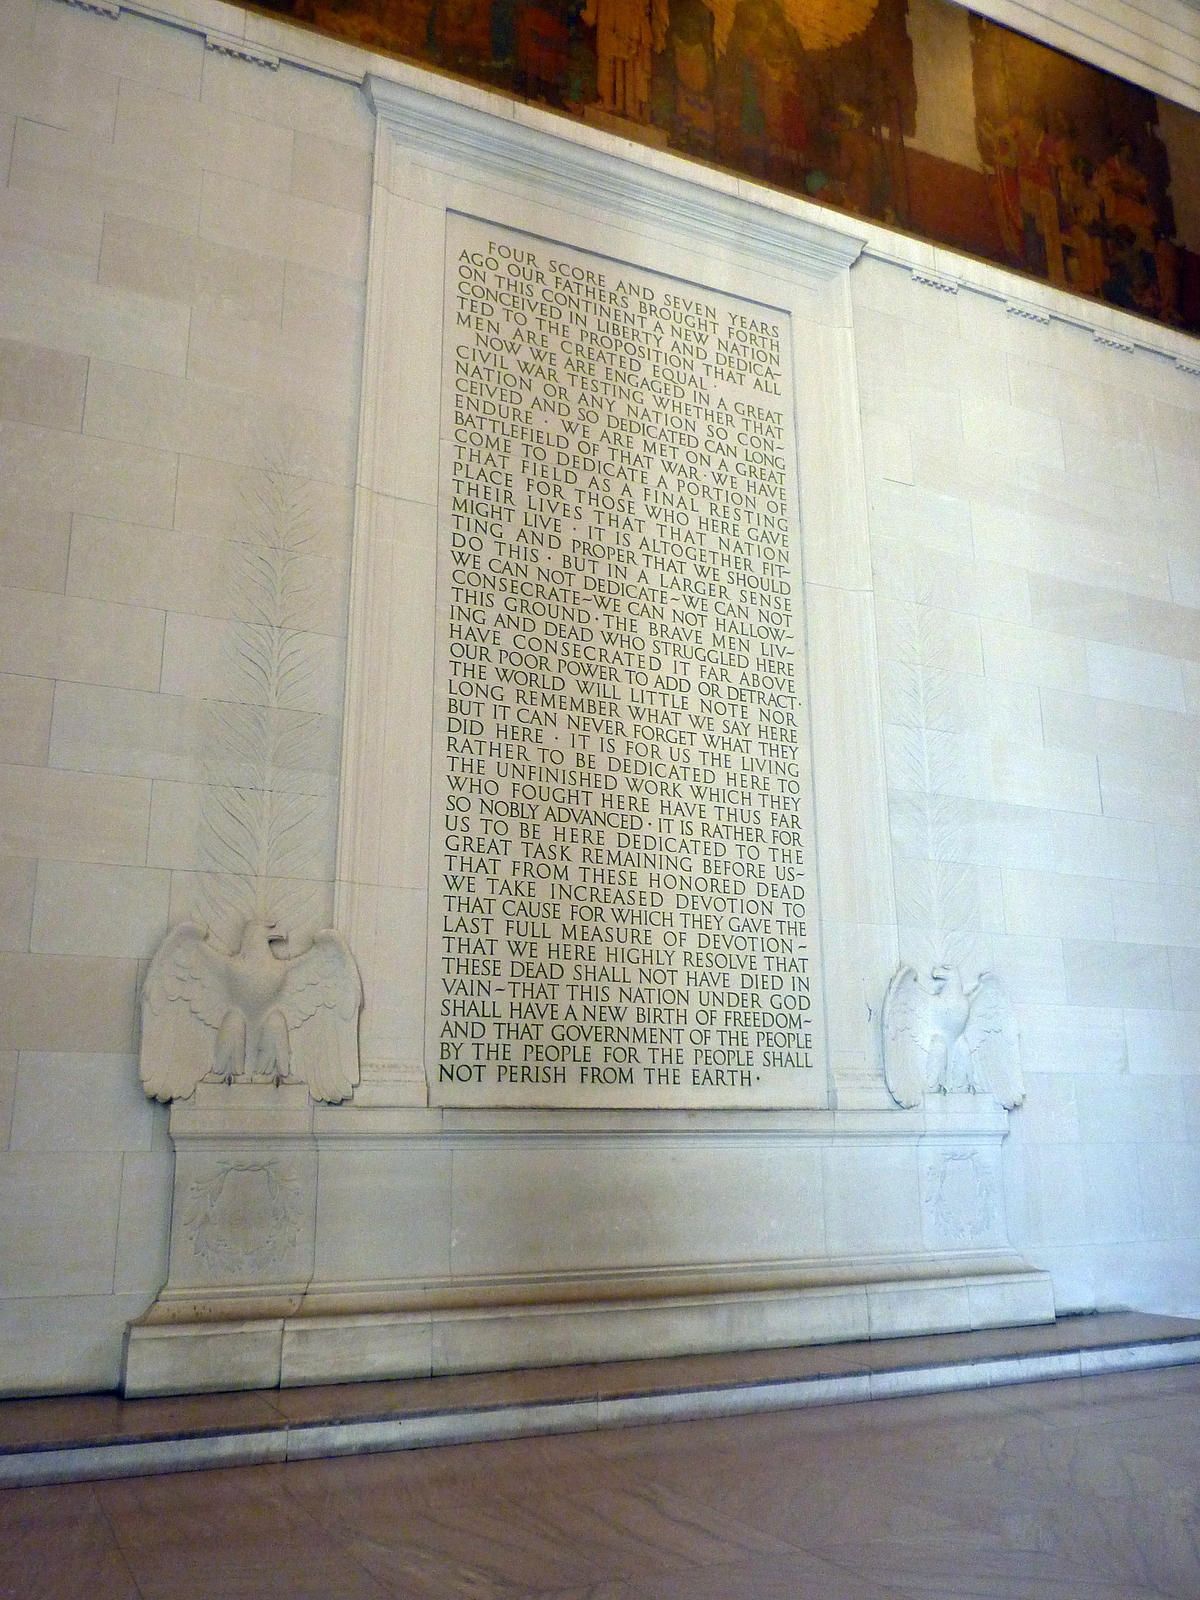 FOUR SCORE AND SEVEN YEARS
AGO OUR FATHERS BROUGHT FORTH
ON THIS CONTINENT A NEW NATION
CONCEIVED IN LIBERTY AND DEDICA~
TED TO THE PROPOSITION THAT ALL
MEN ARE CREATED EQUAL ·
NOW WE ARE ENGAGED IN A GREAT
CIVIL WAR TESTING WHETHER THAT
NATION OR ANY NATION SO CON~
CEIVED AND SO DEDICATED CAN LONG
ENDURE · WE ARE MET ON A GREAT
BATTLEFIELD OF THAT WAR · WE HAVE
COME TO DEDICATE A PORTION OF
THAT FIELD AS A FINAL RESTING
PLACE FOR THOSE WHO HERE GAVE
THEIR LIVES THAT THAT NATION
MIGHT LIVE · IT IS ALTOGETHER FIT~
TING AND PROPER THAT WE SHOULD
DO THIS · BUT IN A LARGER SENSE
WE CAN NOT DEDICATE~WE CAN NOT
CONSECRATE~WE CAN NOT HALLOW~
THIS GROUND · THE BRAVE MEN LIV~
ING AND DEAD WHO STRUGGLED HERE
HAVE CONSECRATED IT FAR ABOVE
OUR POOR POWER TO ADD OR DETRACT ·
THE WORLD WILL LITTLE NOTE NOR
LONG REMEMBER WHAT WE SAY HERE
BUT IT CAN NEVER FORGET WHAT THEY
DID HERE · IT IS FOR US THE LIVING
RATHER TO BE DEDICATED HERE TO
THE UNFINISHED WORK WHICH THEY
WHO FOUGHT HERE HAVE THUS FAR
SO NOBLY ADVANCED · IT IS RATHER FOR
US TO BE HERE DEDICATED TO THE
GREAT TASK REMAINING BEFORE US~
THAT FROM THESE HONORED DEAD
WE TAKE INCREASED DEVOTION TO
THAT CAUSE FOR WHICH THEY GAVE THE
LAST FULL MEASURE OF DEVOTION~
THAT WE HERE HIGHLY RESOLVE THAT
THESE DEAD SHALL NOT HAVE DIED IN
VAIN~THAT THIS NATION UNDER GOD
SHALL HAVE A NEW BIRTH OF FREEDOM~
AND THAT GOVERNMENT OF THE PEOPLE
BY THE PEOPLE FOR THE PEOPLE SHALL
NOT PERISH FROM THE EARTH ·